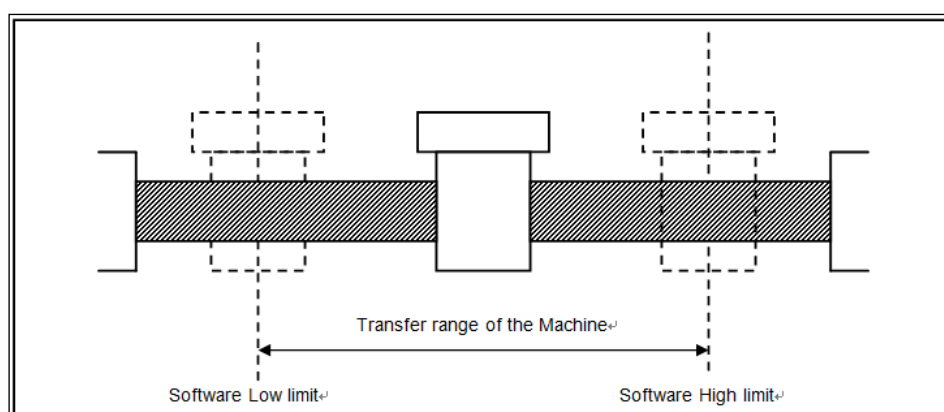 Transfer range of the Machine↵
Software Low limit↵
Software High limit↵